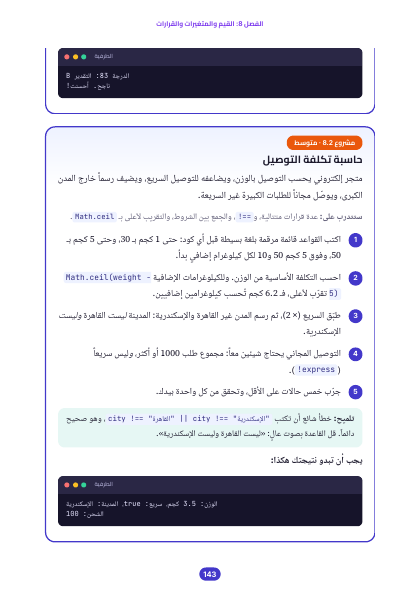 الفصل 8: القيم والمتغيرات والقرارات
الطرفية
الدرجة 83: التقدير B
ناجح. أحسنت!
مشروع 8.2 · متوسط
حاسبة تكلفة التوصيل
متجر إلكتروني يحسب التوصيل بالوزن، ويضاعفه للتوصيل السريع، ويضيف رسماً خارج المدن
الكبرى، ويوصّل مجاناً للطلبات الكبيرة غير السريعة.
ستتدرب على: عدة قرارات متتالية، و !==، والجمع بين الشروط، والتقريب لأعلى بـ Math.ceil.
1 اكتب القواعد قائمة مرقمة بلغة بسيطة قبل أي كود: حتى 1 كجم بـ 30، وحتى 5 كجم بـ
50، وفوق 5 كجم 50 و10 لكل كيلوغرام إضافي بدأ.
2 احسب التكلفة الأساسية من الوزن. وللكيلوغرامات الإضافية Math.ceil(weight -
5) تقرّب لأعلى، فـ 6.2 كجم تُحسب كيلوغرامين إضافيين.
3 طبّق السريع (× 2)، ثم رسم المدن غير القاهرة والإسكندرية: المدينة ليست القاهرة وليست
الإسكندرية.
4 التوصيل المجاني يحتاج شيئين معاً: مجموع طلب 1000 أو أكثر، وليس سريعاً
(!express).
5 جرّب خمس حالات على الأقل، وتحقق من كل واحدة بيدك.
تلميح: خطأ شائع أن تكتب city !== "القاهرة" || city !== "الإسكندرية"، وهو صحيح
دائماً. قل القاعدة بصوت عالٍ: «ليست القاهرة وليست الإسكندرية».
يجب أن تبدو نتيجتك هكذا:
الطرفية
الوزن: 3.5 كجم، سريع: true، المدينة: الإسكندرية
الشحن: 100
143